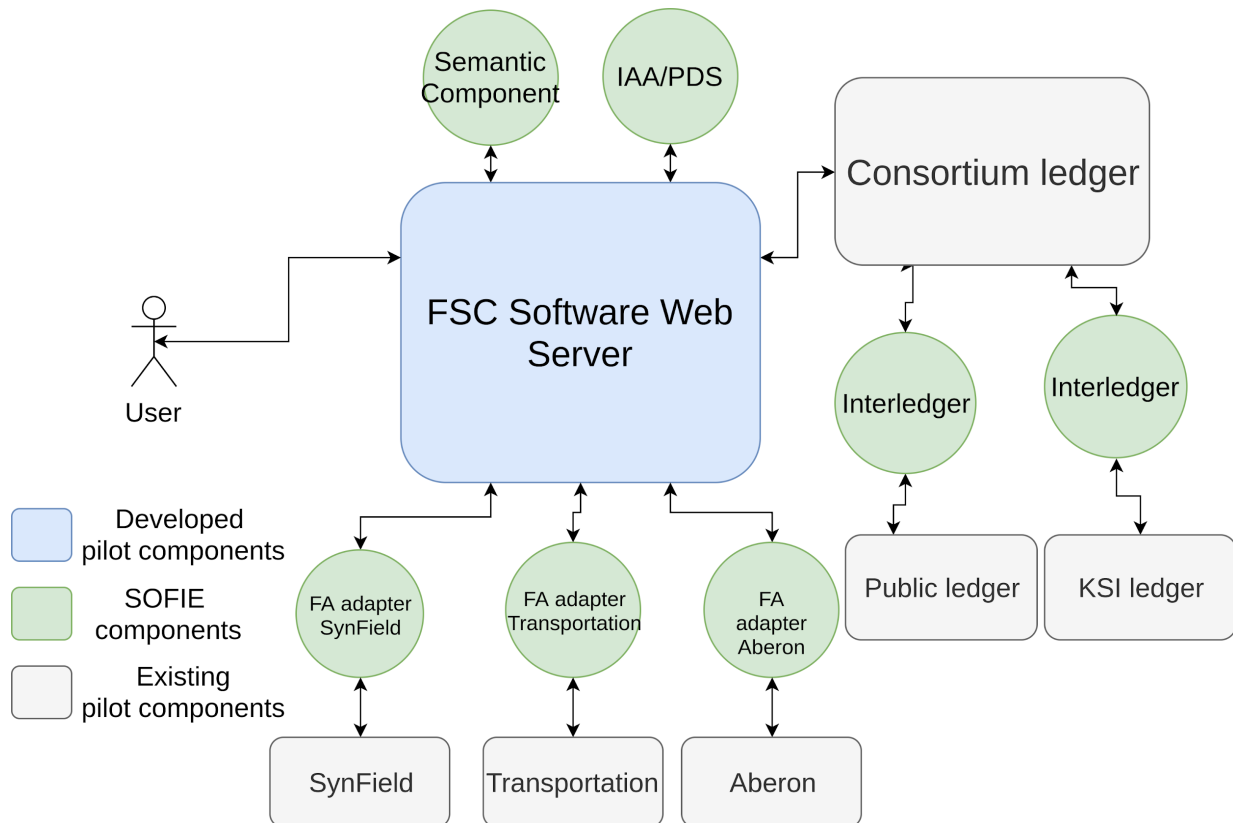 Semantic
Component
IAA/PDS
Consortium ledger
FSC Software Web
Server
User
Interledger
Interledger
Developed
pilot components
SOFIE
components
Existing
pilot components
FA adapter
SynField
FA adapter
Transportation
FA
adapter
Aberon
Public ledger
KSI ledger
SynField
Transportation
Aberon